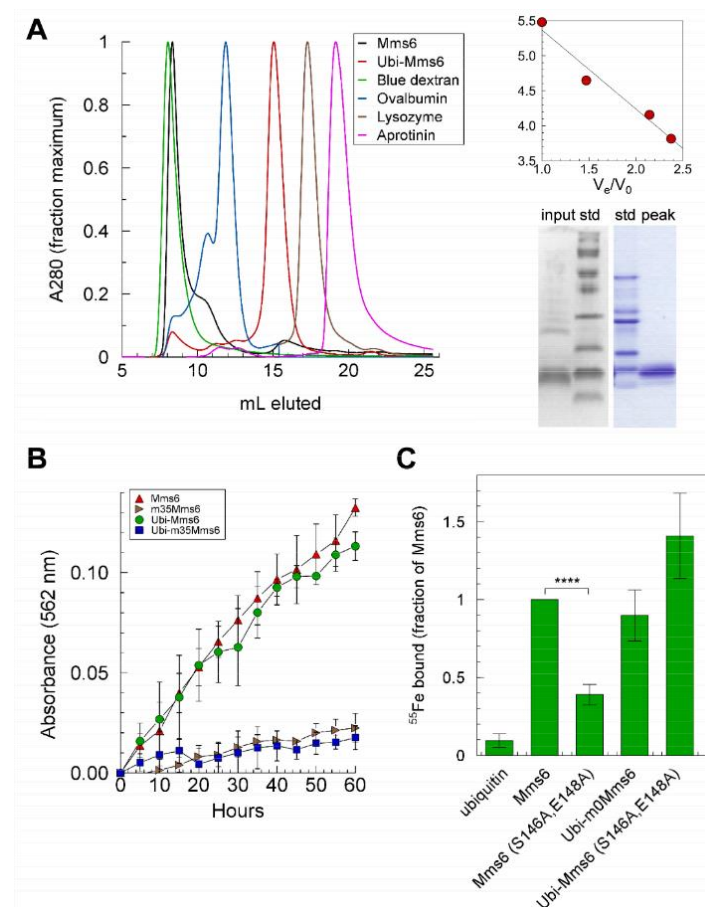 A
Mms6
Ubi-Mms6
Blue dextran
Ovalbumin
Lysozyme
Aprotinin
1
0.8
0.6
0.4
0.2
0
A280 (fraction maximum)
5 10 15 20 25
mL eluted
5.5
5.0
4.5
4.0
3.5
1.0 1.5 2.0 2.5
Ve/V0
input std std peak
B
Mms6
m35Mms6
Ubi-Mms6
Ubi-m35Mms6
0.10
0.05
0.00
Absorbance (562 nm)
0 10 20 30 40 50 60
Hours
C
1.5
1
0.5
0
55Fe bound (fraction of Mms6)
****
ubiquitin
Mms6
Mms6 (S146A,E148A)
Ubi-m0Mms6
Ubi-Mms6 (S146A,E148A)